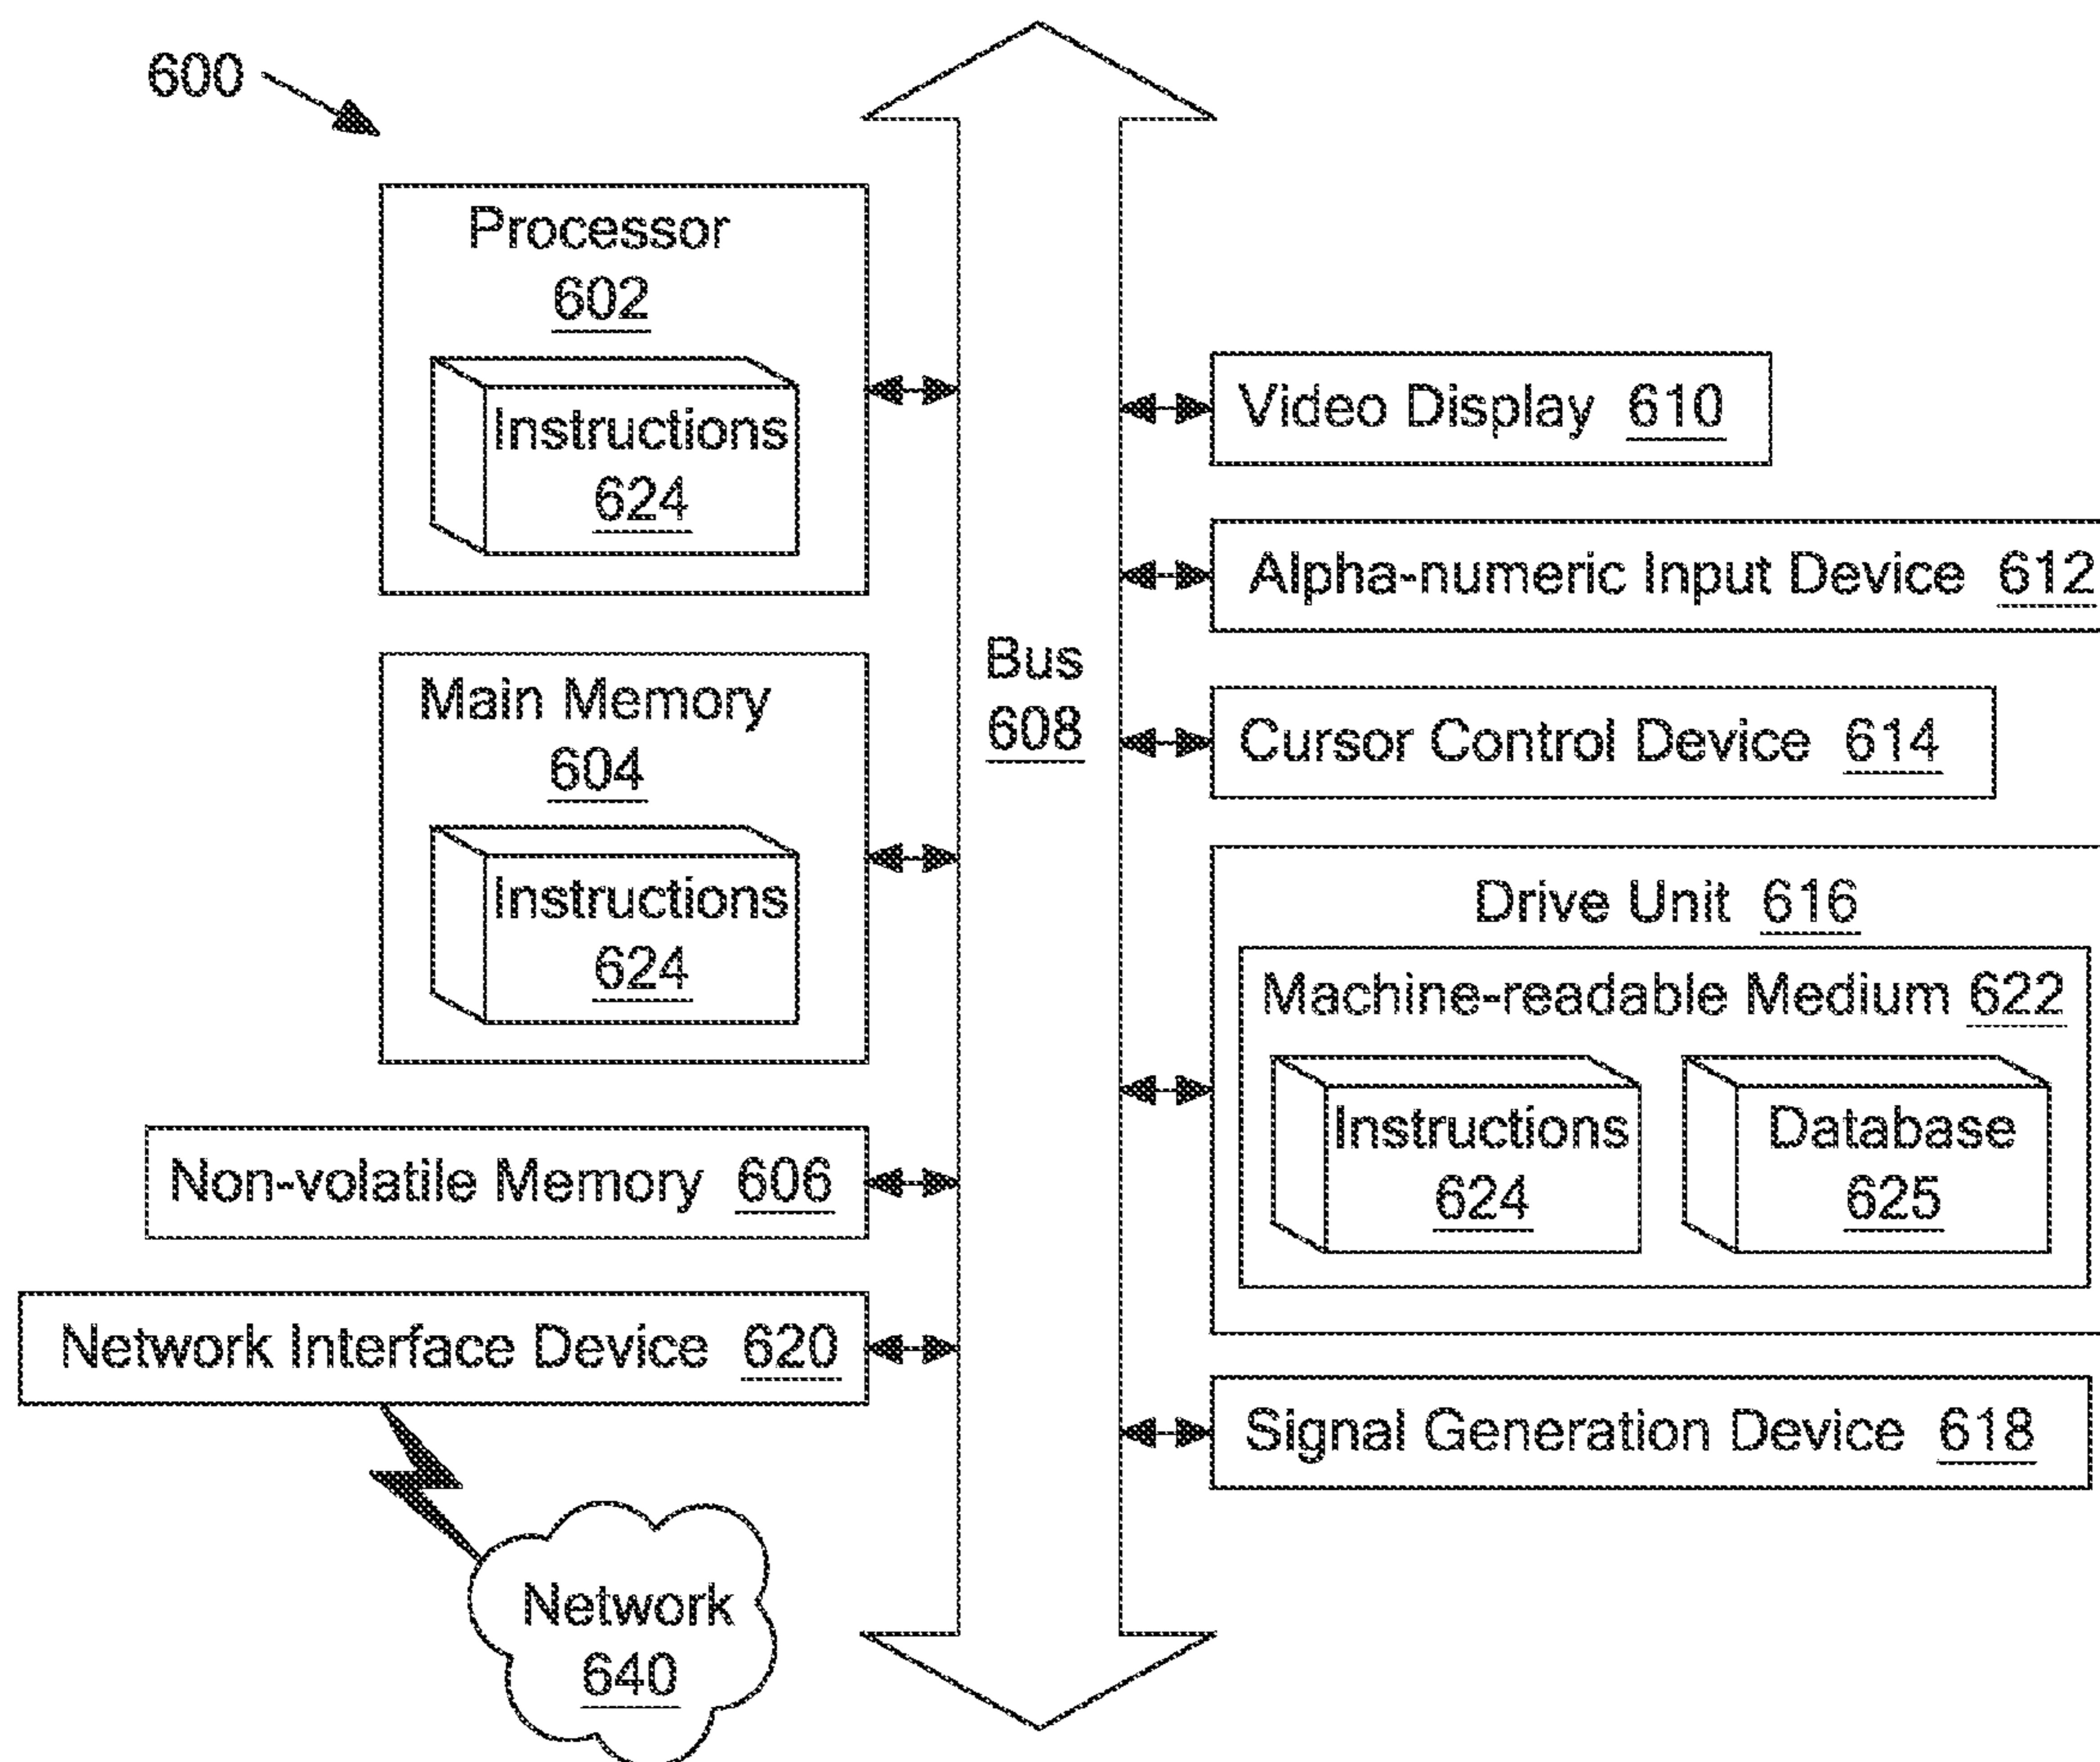 600
Processor
602
Instructions
624
Main Memory
604
Instructions
624
Non-volatile Memory 606
Network Interface Device 620
Network
640
Bus
608
Video Display 610
Alpha-numeric Input Device 612
Cursor Control Device 614
Drive Unit 616
Machine-readable Medium 622
Instructions
624
Database
625
Signal Generation Device 618